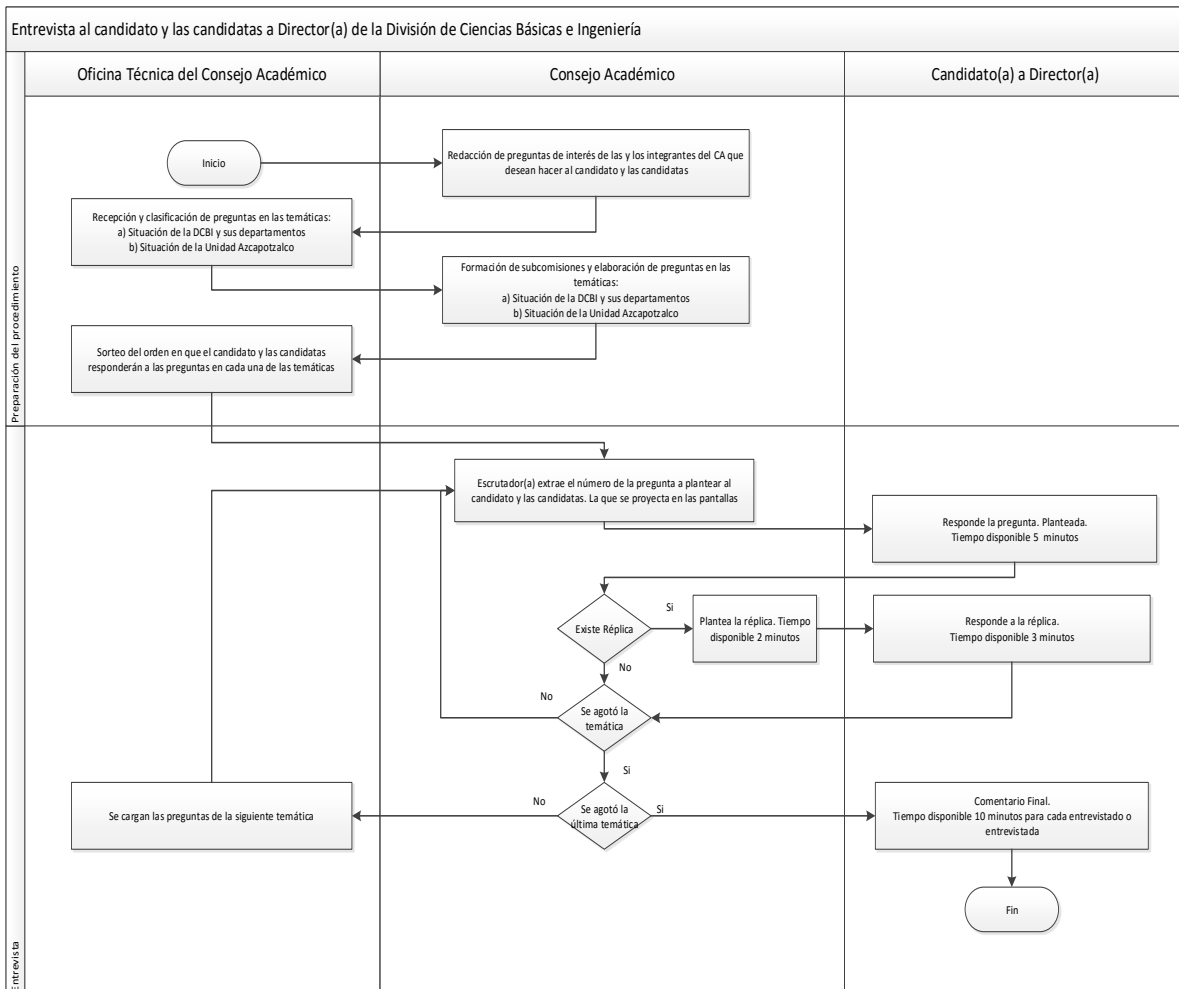 Entrevista al candidato y las candidatas a Director(a) de la División de Ciencias Básicas e Ingeniería
Oficina Técnica del Consejo Académico
Consejo Académico
Candidato(a) a Director(a)
Preparación del procedimiento
Inicio
Redacción de preguntas de interés de las y los integrantes del CA que
desean hacer al candidato y las candidatas
Recepción y clasificación de preguntas en las temáticas:
a) Situación de la DCBI y sus departamentos
b) Situación de la Unidad Azcapotzalco
Formación de subcomisiones y elaboración de preguntas en las
temáticas:
a) Situación de la DCBI y sus departamentos
b) Situación de la Unidad Azcapotzalco
Sorteo del orden en que el candidato y las candidatas
responderán a las preguntas en cada una de las temáticas
Entrevista
Escrutador(a) extrae el número de la pregunta a plantear al
candidato y las candidatas. La que se proyecta en las pantallas
Responde la pregunta. Planteada.
Tiempo disponible 5 minutos
Existe Réplica
Si
Plantea la réplica. Tiempo
disponible 2 minutos
Responde a la réplica.
Tiempo disponible 3 minutos
No
No
Se agotó la
temática
Si
Se cargan las preguntas de la siguiente temática
No
Se agotó la
última temática
Si
Comentario Final.
Tiempo disponible 10 minutos para cada entrevistado o
entrevistada
Fin